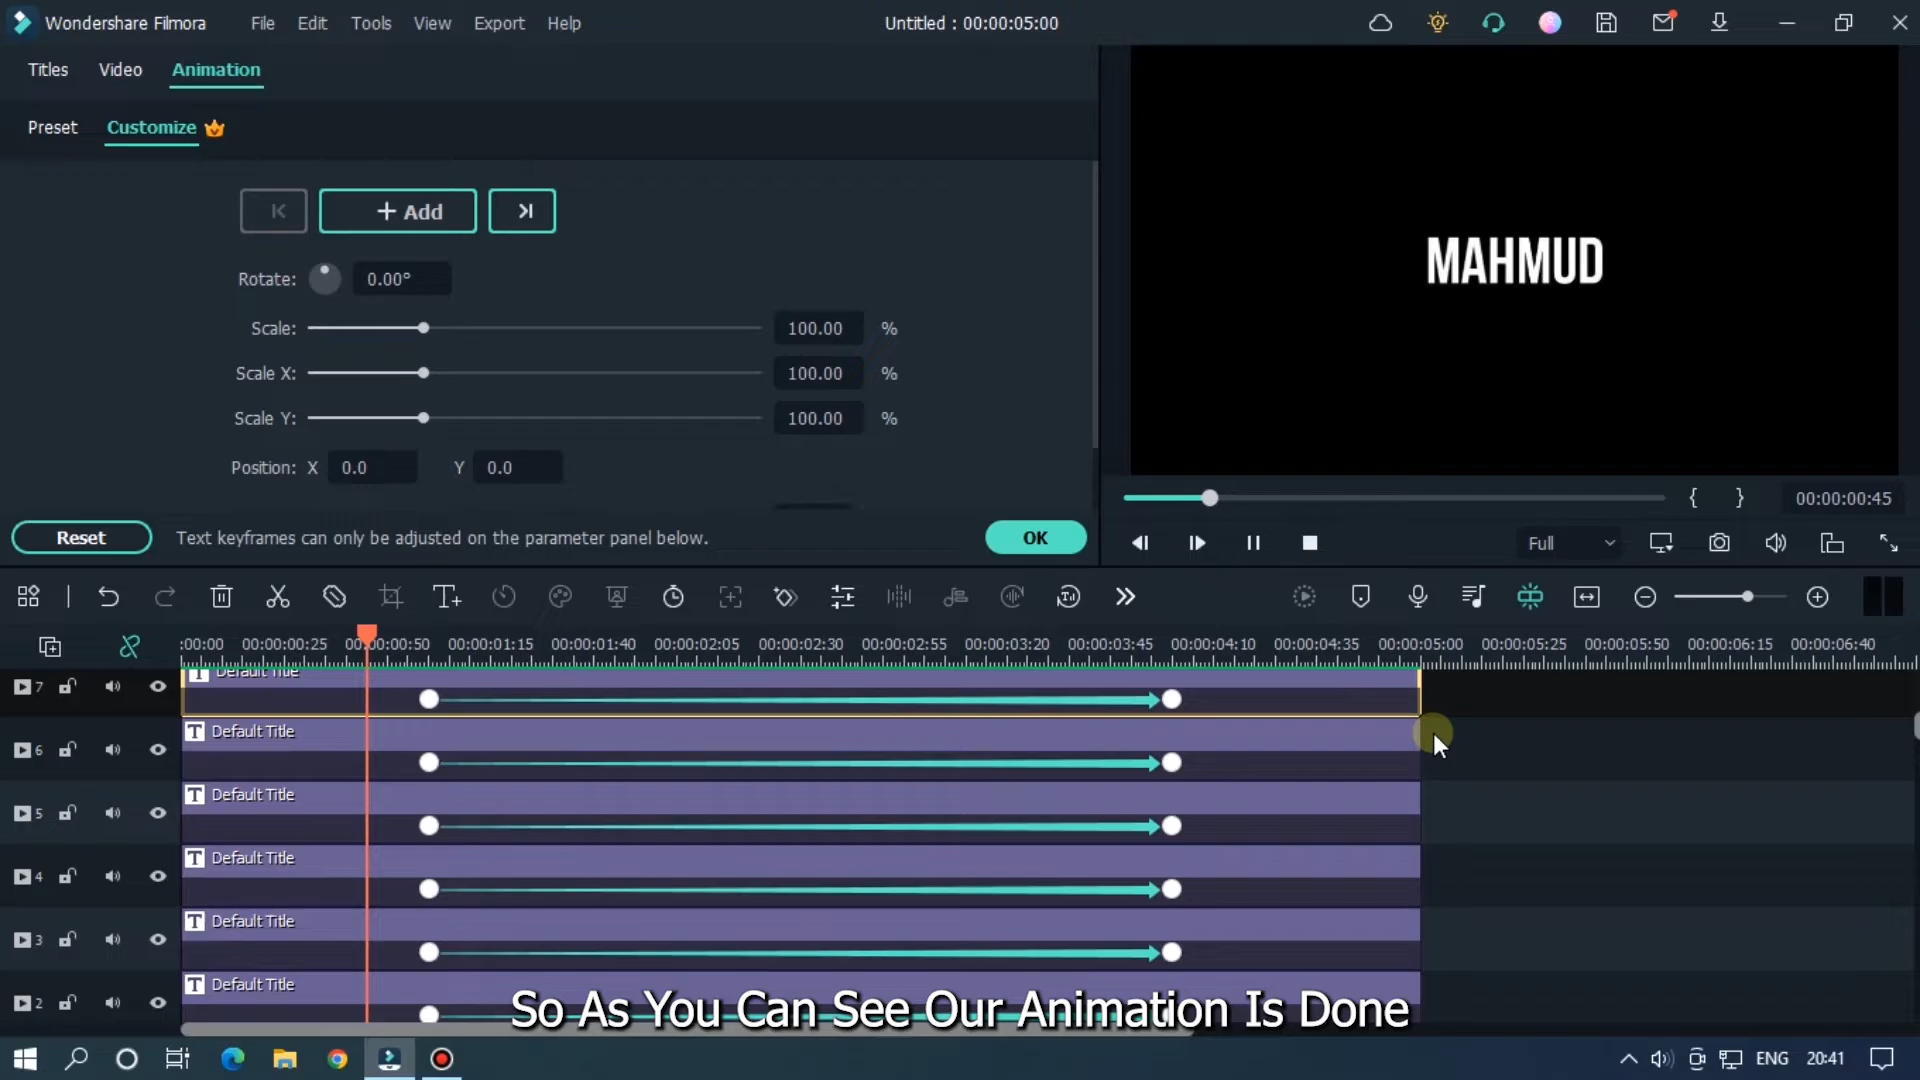 Wondershare Filmora File Edit Tools View Export Help Untitled : 00:00:05:00
Titles Video Animation
Preset Customize
+ Add
Rotate: 0.00°
Scale: 100.00 %
Scale X: 100.00 %
Scale Y: 100.00 %
Position: X 0.0 Y 0.0
MAHMUD
{ } 00:00:00:45
Reset Text keyframes can only be adjusted on the parameter panel below. OK
Full
:00:00 00:00:00:25 00:00:00:50 00:00:01:15 00:00:01:40 00:00:02:05 00:00:02:30 00:00:02:55 00:00:03:20 00:00:03:45 00:00:04:10 00:00:04:35 00:00:05:00 00:00:05:25 00:00:05:50 00:00:06:15 00:00:06:40
7 Default Title
6 Default Title
5 Default Title
4 Default Title
3 Default Title
2 Default Title
So As You Can See Our Animation Is Done
ENG 20:41